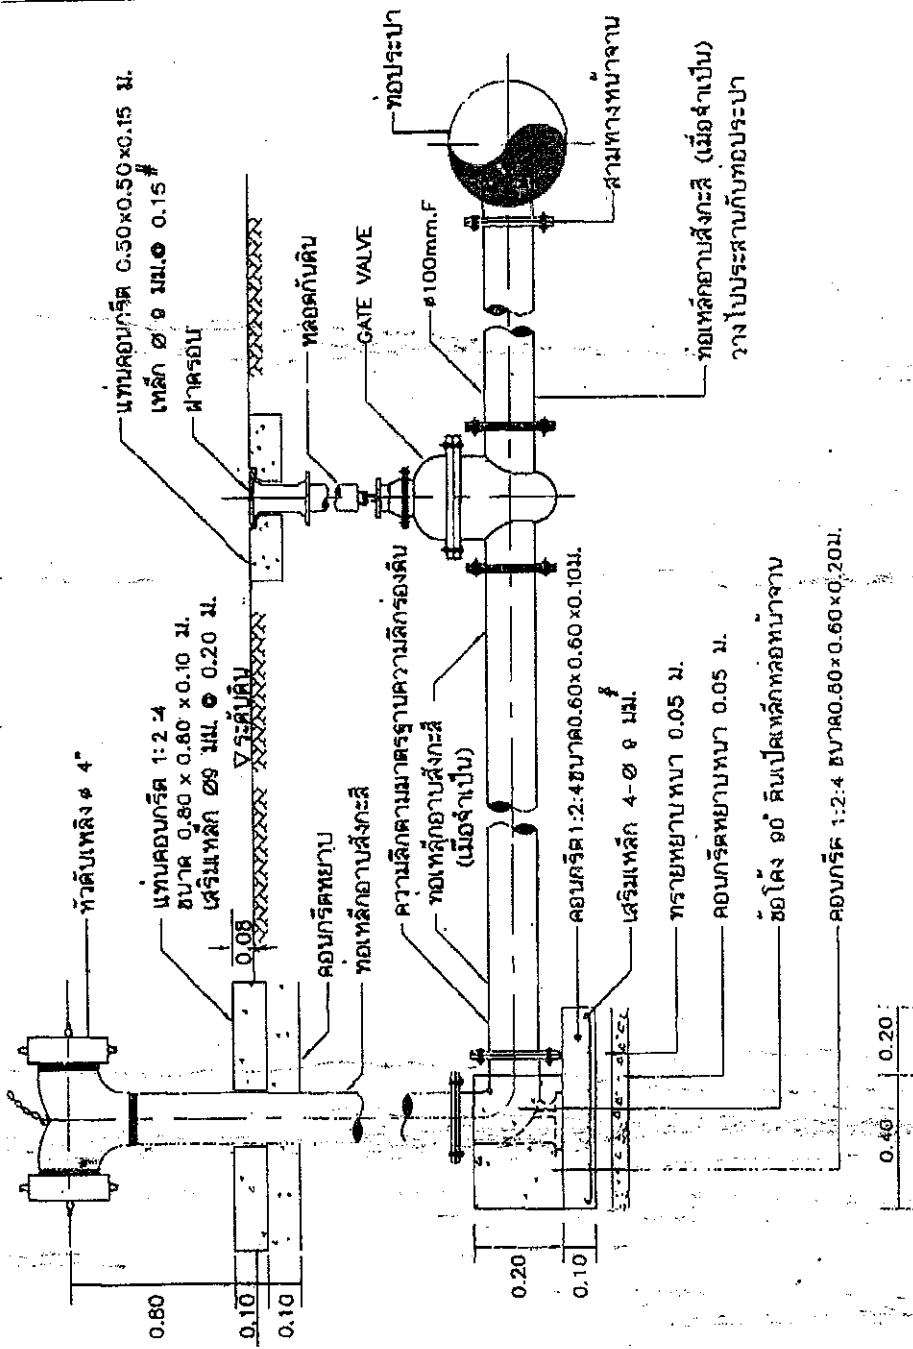 หัวดับเพลิง ø 4"
แท่นคอนกรีต 1:2:4
ขนาด 0.80 x 0.80 x 0.10 ม.
เสริมเหล็ก Ø9 มม. @ 0.20 ม.
ระดับดิน
0.08
คอนกรีตหยาบ
ท่อเหล็กอาบสังกะสี
แท่นคอนกรีต 0.50x0.50x0.15 ม.
เหล็ก Ø 9 มม. @ 0.15 #
ฝาครอบ
หลอดกันดิน
GATE VALVE
ø100mm.F
ท่อประปา
สามทางหน้าจาน
ท่อเหล็กอาบสังกะสี (เมื่อจำเป็น)
วางไปประสานกับท่อประปา
ความลึกตามมาตรฐานความลึกร่องดิน
ท่อเหล็กอาบสังกะสี
(เมื่อจำเป็น)
คอนกรีต1:2:4ขนาด0.60x0.60x0.10ม.
เสริมเหล็ก 4-Ø 9 มม.
ทรายหยาบหนา 0.05 ม.
คอนกรีตหยาบหนา 0.05 ม.
ข้อโค้ง 90° ตีนเป็ดเหล็กหล่อหน้าจาน
คอนกรีต 1:2:4 ขนาด0.60x0.60x0.20ม.
0.80
0.10
0.10
0.20
0.10
0.40
0.20